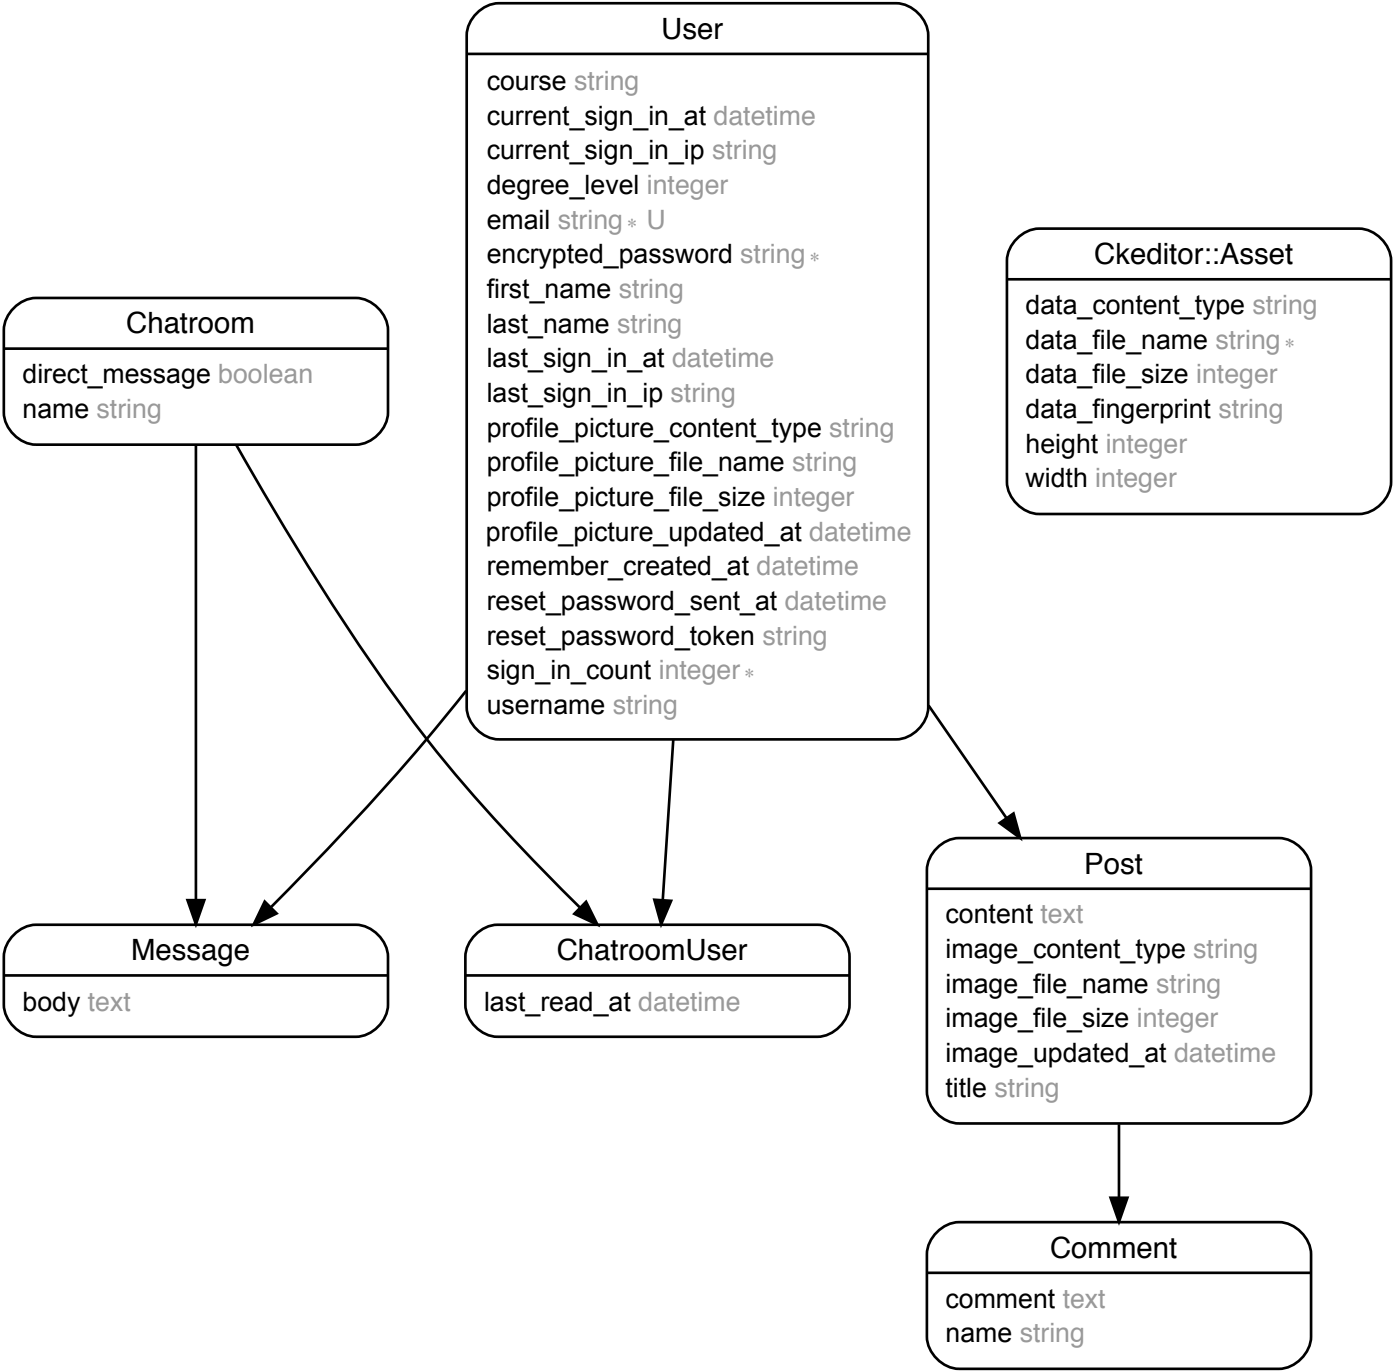 User
course string
current_sign_in_at datetime
current_sign_in_ip string
degree_level integer
email string * U
encrypted_password string *
first_name string
last_name string
last_sign_in_at datetime
last_sign_in_ip string
profile_picture_content_type string
profile_picture_file_name string
profile_picture_file_size integer
profile_picture_updated_at datetime
remember_created_at datetime
reset_password_sent_at datetime
reset_password_token string
sign_in_count integer *
username string
Ckeditor::Asset
data_content_type string
data_file_name string *
data_file_size integer
data_fingerprint string
height integer
width integer
Chatroom
direct_message boolean
name string
Message
body text
ChatroomUser
last_read_at datetime
Post
content text
image_content_type string
image_file_name string
image_file_size integer
image_updated_at datetime
title string
Comment
comment text
name string